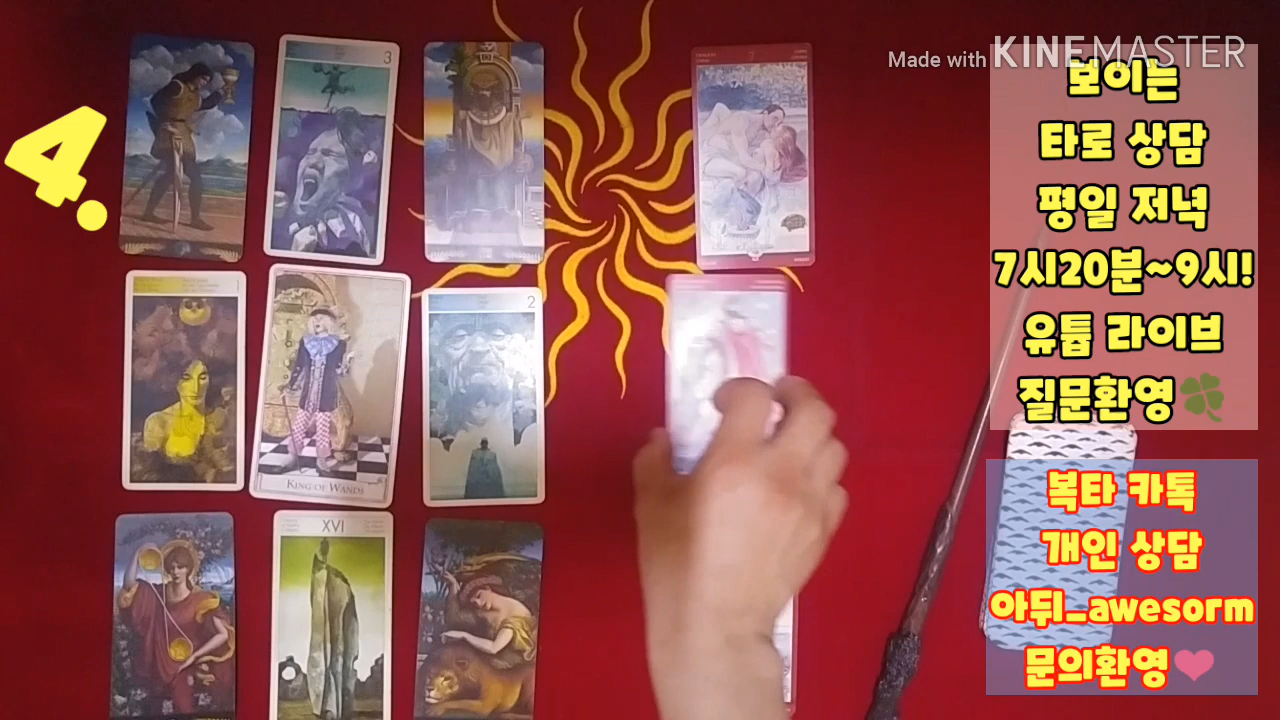 Made with KINEMASTER
4.
3
7
보이는
타로 상담
평일 저녁
7시20분~9시!
유튭 라이브
질문환영🍀
1
2
KING OF WANDS
XVI
복타 카톡
개인 상담
아뒤_awesorm
문의환영❤